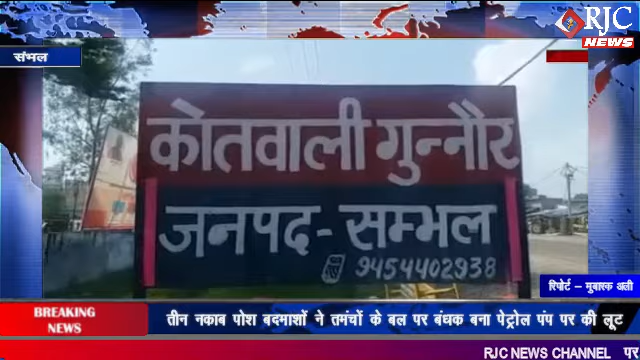 RJC
NEWS
संभल
कोतवाली गुन्नौर
जनपद - सम्भल
9454402938
रिपोर्ट – मुबारक अली
BREAKING
NEWS
तीन नकाब पोश बदमाशों ने तमंचों के बल पर बंधक बना पेट्रोल पंप पर की लूट
RJC NEWS CHANNEL पर